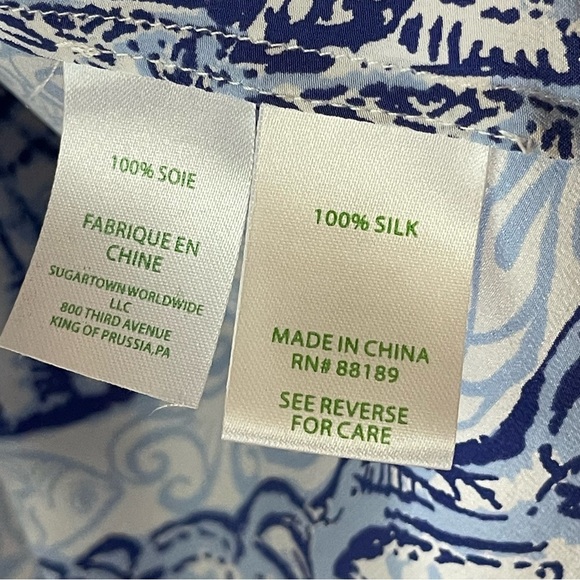 100% SOIE
FABRIQUE EN
CHINE
SUGARTOWN WORLDWIDE
LLC
800 THIRD AVENUE
KING OF PRUSSIA, PA
100% SILK
MADE IN CHINA
RN# 88189
SEE REVERSE
FOR CARE